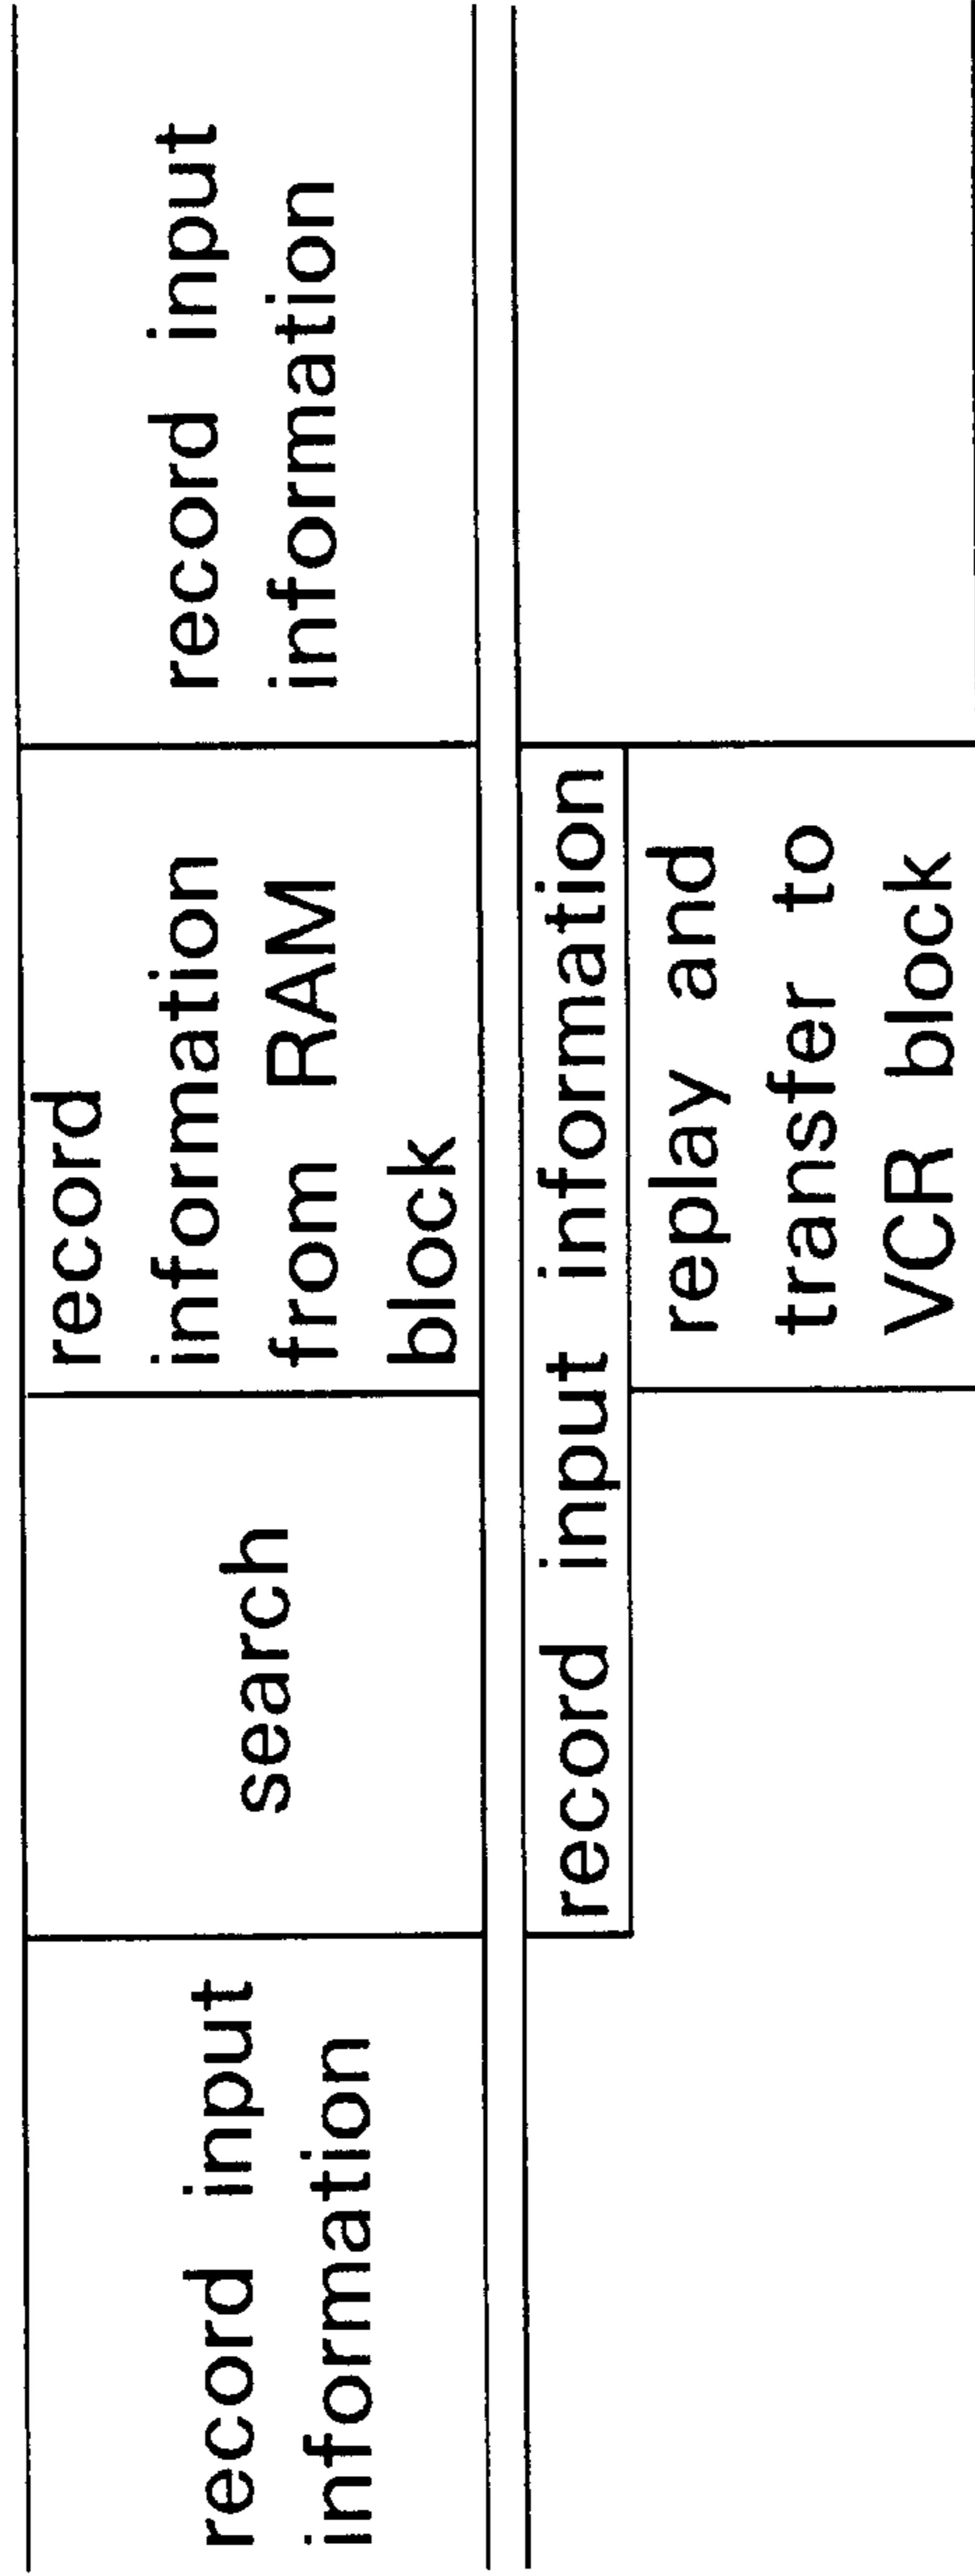 record input
information
search
record
information
from RAM
block
record input
information
record input information
replay and
transfer to
VCR block